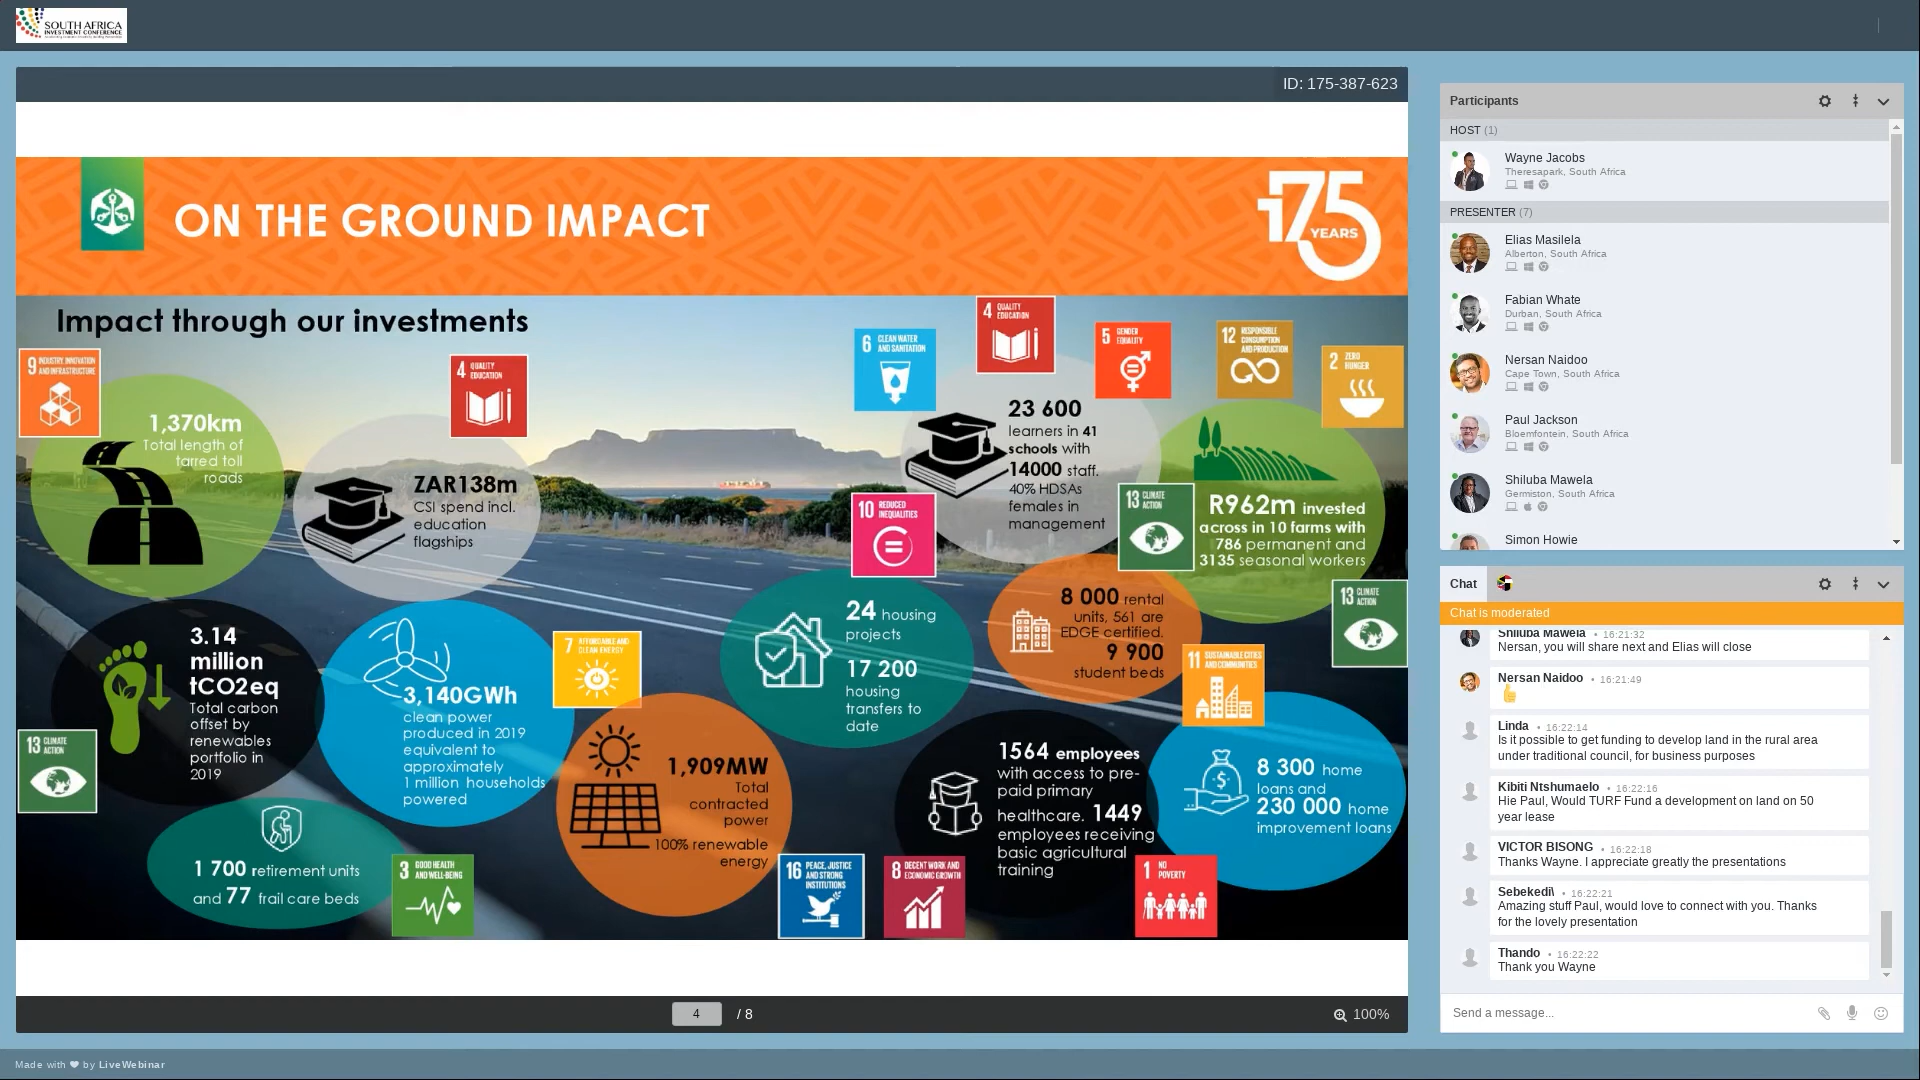 SOUTH AFRICA
INVESTMENT CONFERENCE
ID: 175-387-623
ON THE GROUND IMPACT
175
YEARS
Impact through our investments
9 INDUSTRY, INNOVATION
AND INFRASTRUCTURE
1,370km
Total length of
tarred toll
roads
4 QUALITY
EDUCATION
ZAR138m
CSI spend incl.
education
flagships
6 CLEAN WATER
AND SANITATION
4 QUALITY
EDUCATION
5 GENDER
EQUALITY
12 RESPONSIBLE
CONSUMPTION
AND PRODUCTION
2 ZERO
HUNGER
23 600
learners in 41
schools with
14000 staff.
40% HDSAs
females in
management
10 REDUCED
INEQUALITIES
13 CLIMATE
ACTION
R962m invested
across in 10 farms with
786 permanent and
3135 seasonal workers
13 CLIMATE
ACTION
3.14
million
tCO2eq
Total carbon
offset by
renewables
portfolio in
2019
13 CLIMATE
ACTION
3,140GWh
clean power
produced in 2019
equivalent to
approximately
1 million households
powered
7 AFFORDABLE AND
CLEAN ENERGY
24 housing
projects
17 200
housing
transfers to
date
8 000 rental
units, 561 are
EDGE certified.
9 900
student beds
11 SUSTAINABLE CITIES
AND COMMUNITIES
1,909MW
Total
contracted
power
100% renewable
energy
1564 employees
with access to pre-
paid primary
healthcare. 1449
employees receiving
basic agricultural
training
8 300 home
loans and
230 000 home
improvement loans
1 700 retirement units
and 77 frail care beds
3 GOOD HEALTH
AND WELL-BEING
16 PEACE, JUSTICE
AND STRONG
INSTITUTIONS
8 DECENT WORK AND
ECONOMIC GROWTH
1 NO
POVERTY
4 / 8
100%
Participants
HOST (1)
Wayne Jacobs
Theresapark, South Africa
PRESENTER (7)
Elias Masilela
Alberton, South Africa
Fabian Whate
Durban, South Africa
Nersan Naidoo
Cape Town, South Africa
Paul Jackson
Bloemfontein, South Africa
Shiluba Mawela
Germiston, South Africa
Simon Howie
Chat
Chat is moderated
Shiluba Mawela • 16:21:32
Nersan, you will share next and Elias will close
Nersan Naidoo • 16:21:49
Linda • 16:22:14
Is it possible to get funding to develop land in the rural area
under traditional council, for business purposes
Kibiti Ntshumaelo • 16:22:16
Hie Paul, Would TURF Fund a development on land on 50
year lease
VICTOR BISONG • 16:22:18
Thanks Wayne. I appreciate greatly the presentations
Sebekedi\ • 16:22:21
Amazing stuff Paul, would love to connect with you. Thanks
for the lovely presentation
Thando • 16:22:22
Thank you Wayne
Send a message...
Made with ❤ by LiveWebinar